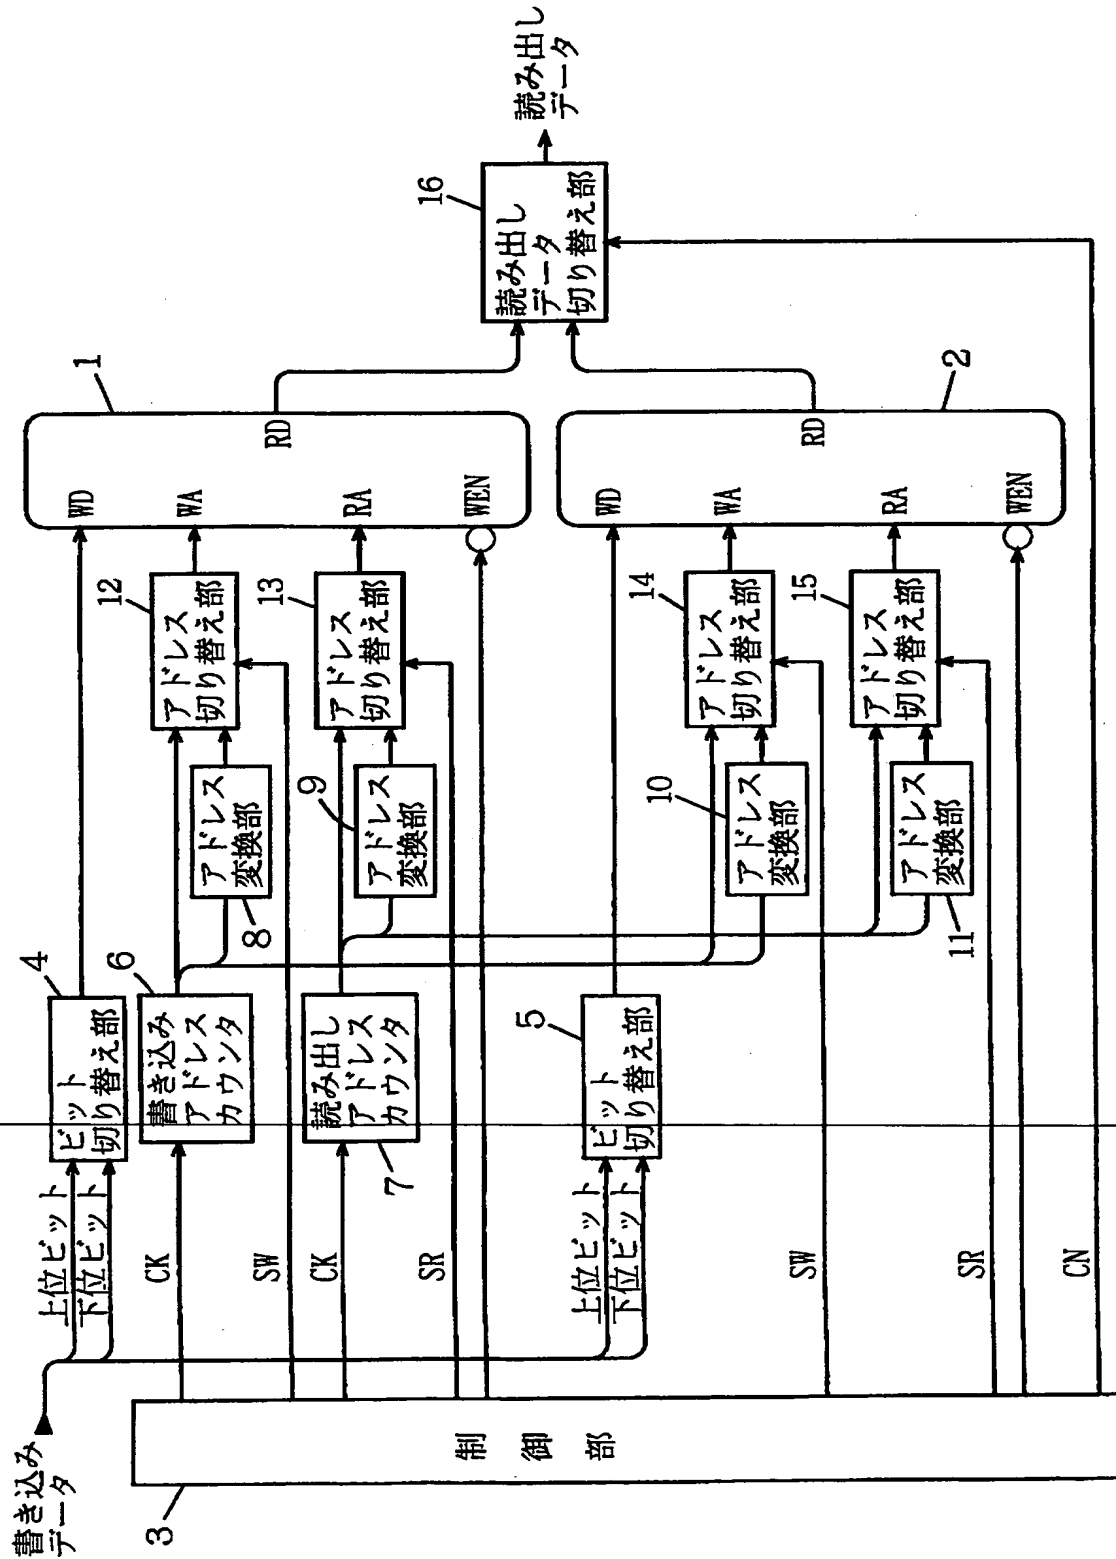 書き込み
データ
3
制御部
上位ビット
下位ビット
CK
SW
CK
SR
上位ビット
下位ビット
SW
SR
CN
4
ビット
切り替え部
6
書き込み
アドレス
カウンタ
読み出し
アドレス
カウンタ
7
5
ビット
切り替え部
アドレス
変換部
8
9
アドレス
変換部
10
アドレス
変換部
アドレス
変換部
11
12
アドレス
切り替え部
13
アドレス
切り替え部
14
アドレス
切り替え部
15
アドレス
切り替え部
1
WD
WA
RA
WEN
RD
2
WD
WA
RA
WEN
RD
16
読み出し
データ
切り替え部
読み出し
データ